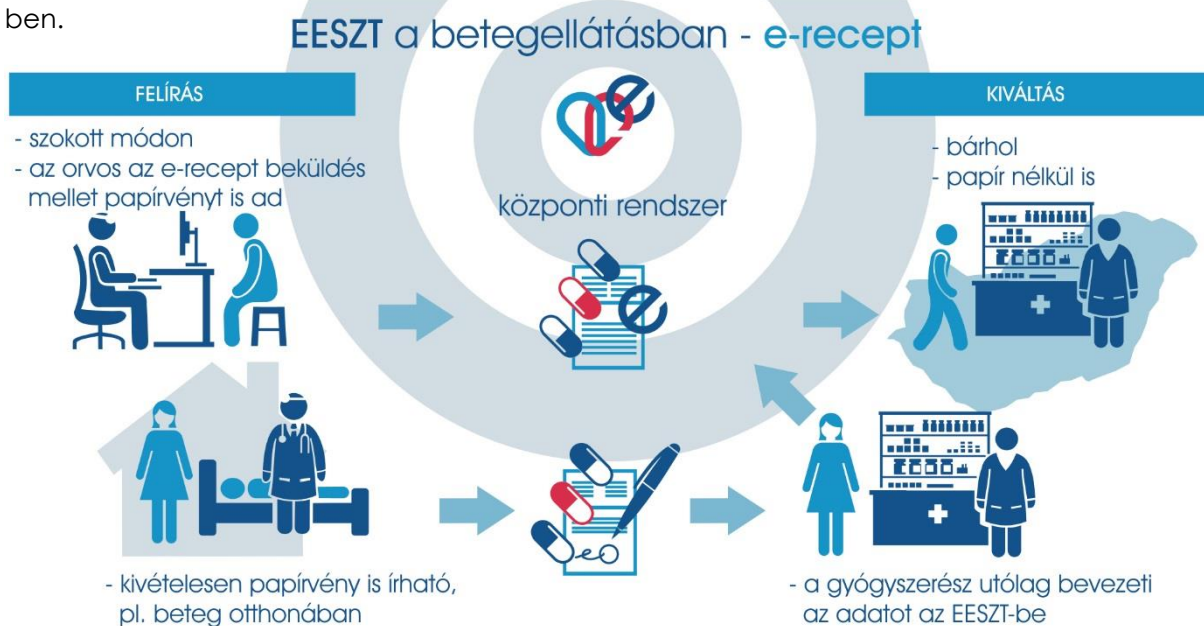 ben.
EESZT a betegellátásban - e-recept
FELÍRÁS
- szokott módon
- az orvos az e-recept beküldés
mellet papírvényt is ad
központi rendszer
KIVÁLTÁS
- bárhol
- papír nélkül is
- kivételesen papírvény is írható,
pl. beteg otthonában
- a gyógyszerész utólag bevezeti
az adatot az EESZT-be